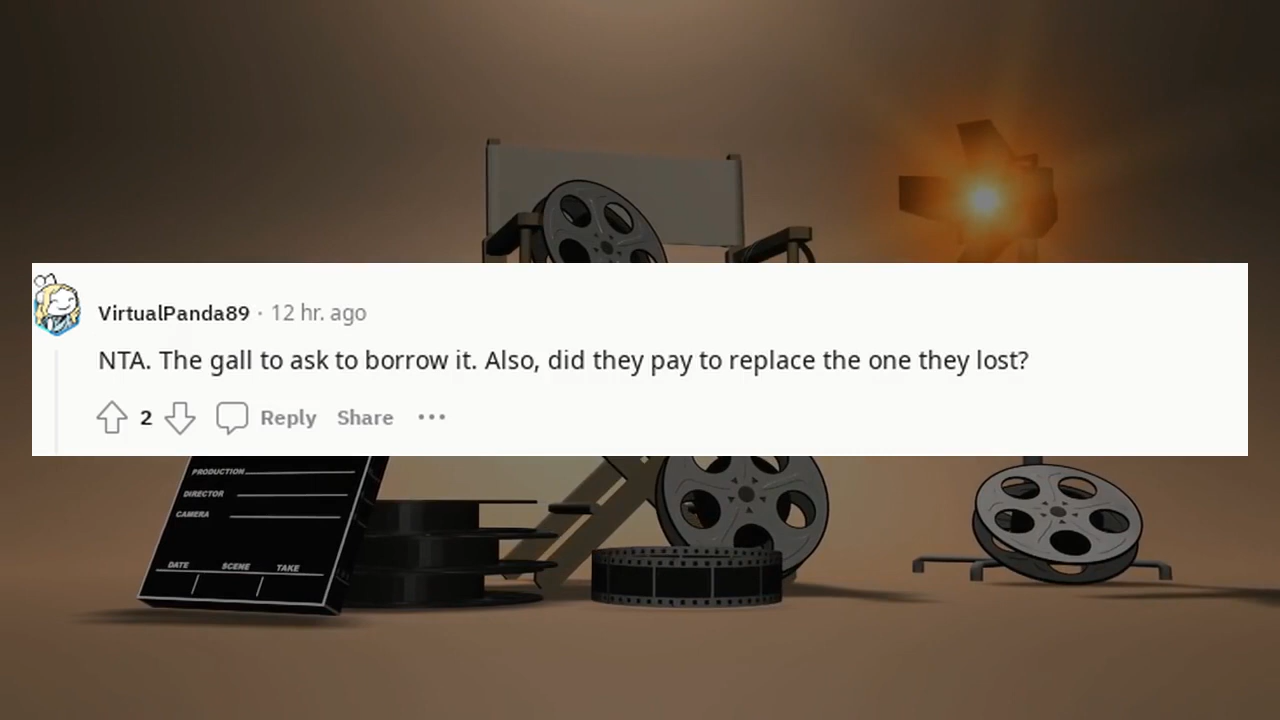 VirtualPanda89 · 12 hr. ago
NTA. The gall to ask to borrow it. Also, did they pay to replace the one they lost?
2 Reply Share ···
PRODUCTION
DIRECTOR
CAMERA
DATE SCENE TAKE